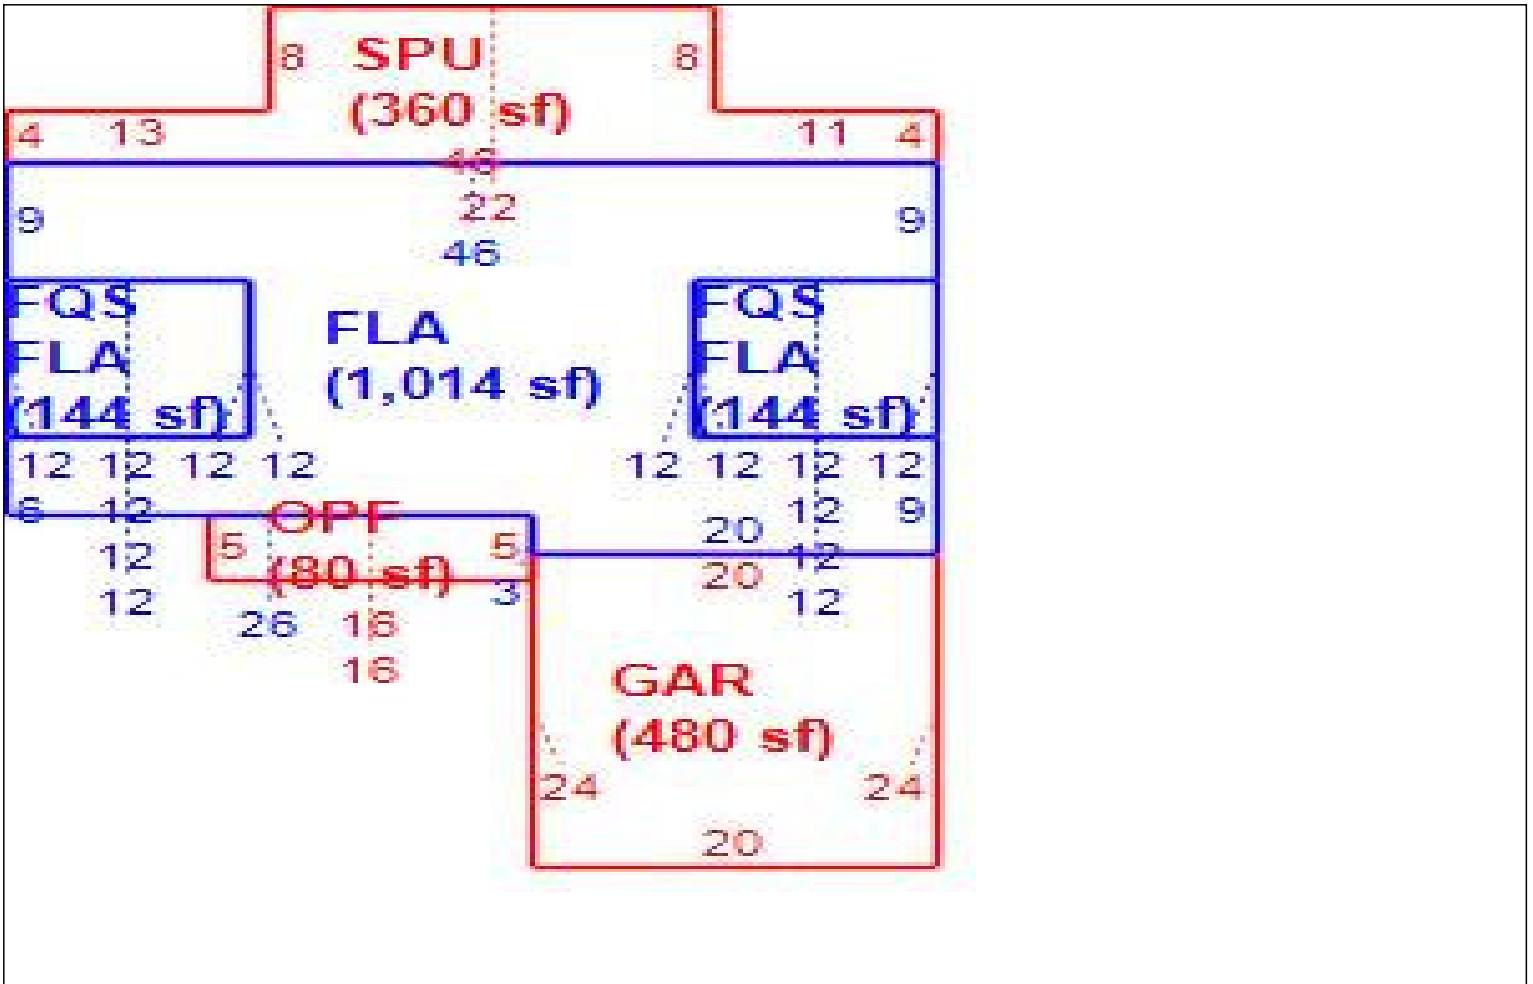 8 SPU 8
(360 sf)
4 13 11 4
46
9 22 9
46
FQS FQS
FLA FLA FLA
(144 sf) (1,014 sf) (144 sf)
12 12 12 12 12 12 12 12
6 12 OPF 12 9
12 5 5 20 12
(80 sf) 20
12 3 12
26 16
16
GAR
(480 sf)
24 24
20